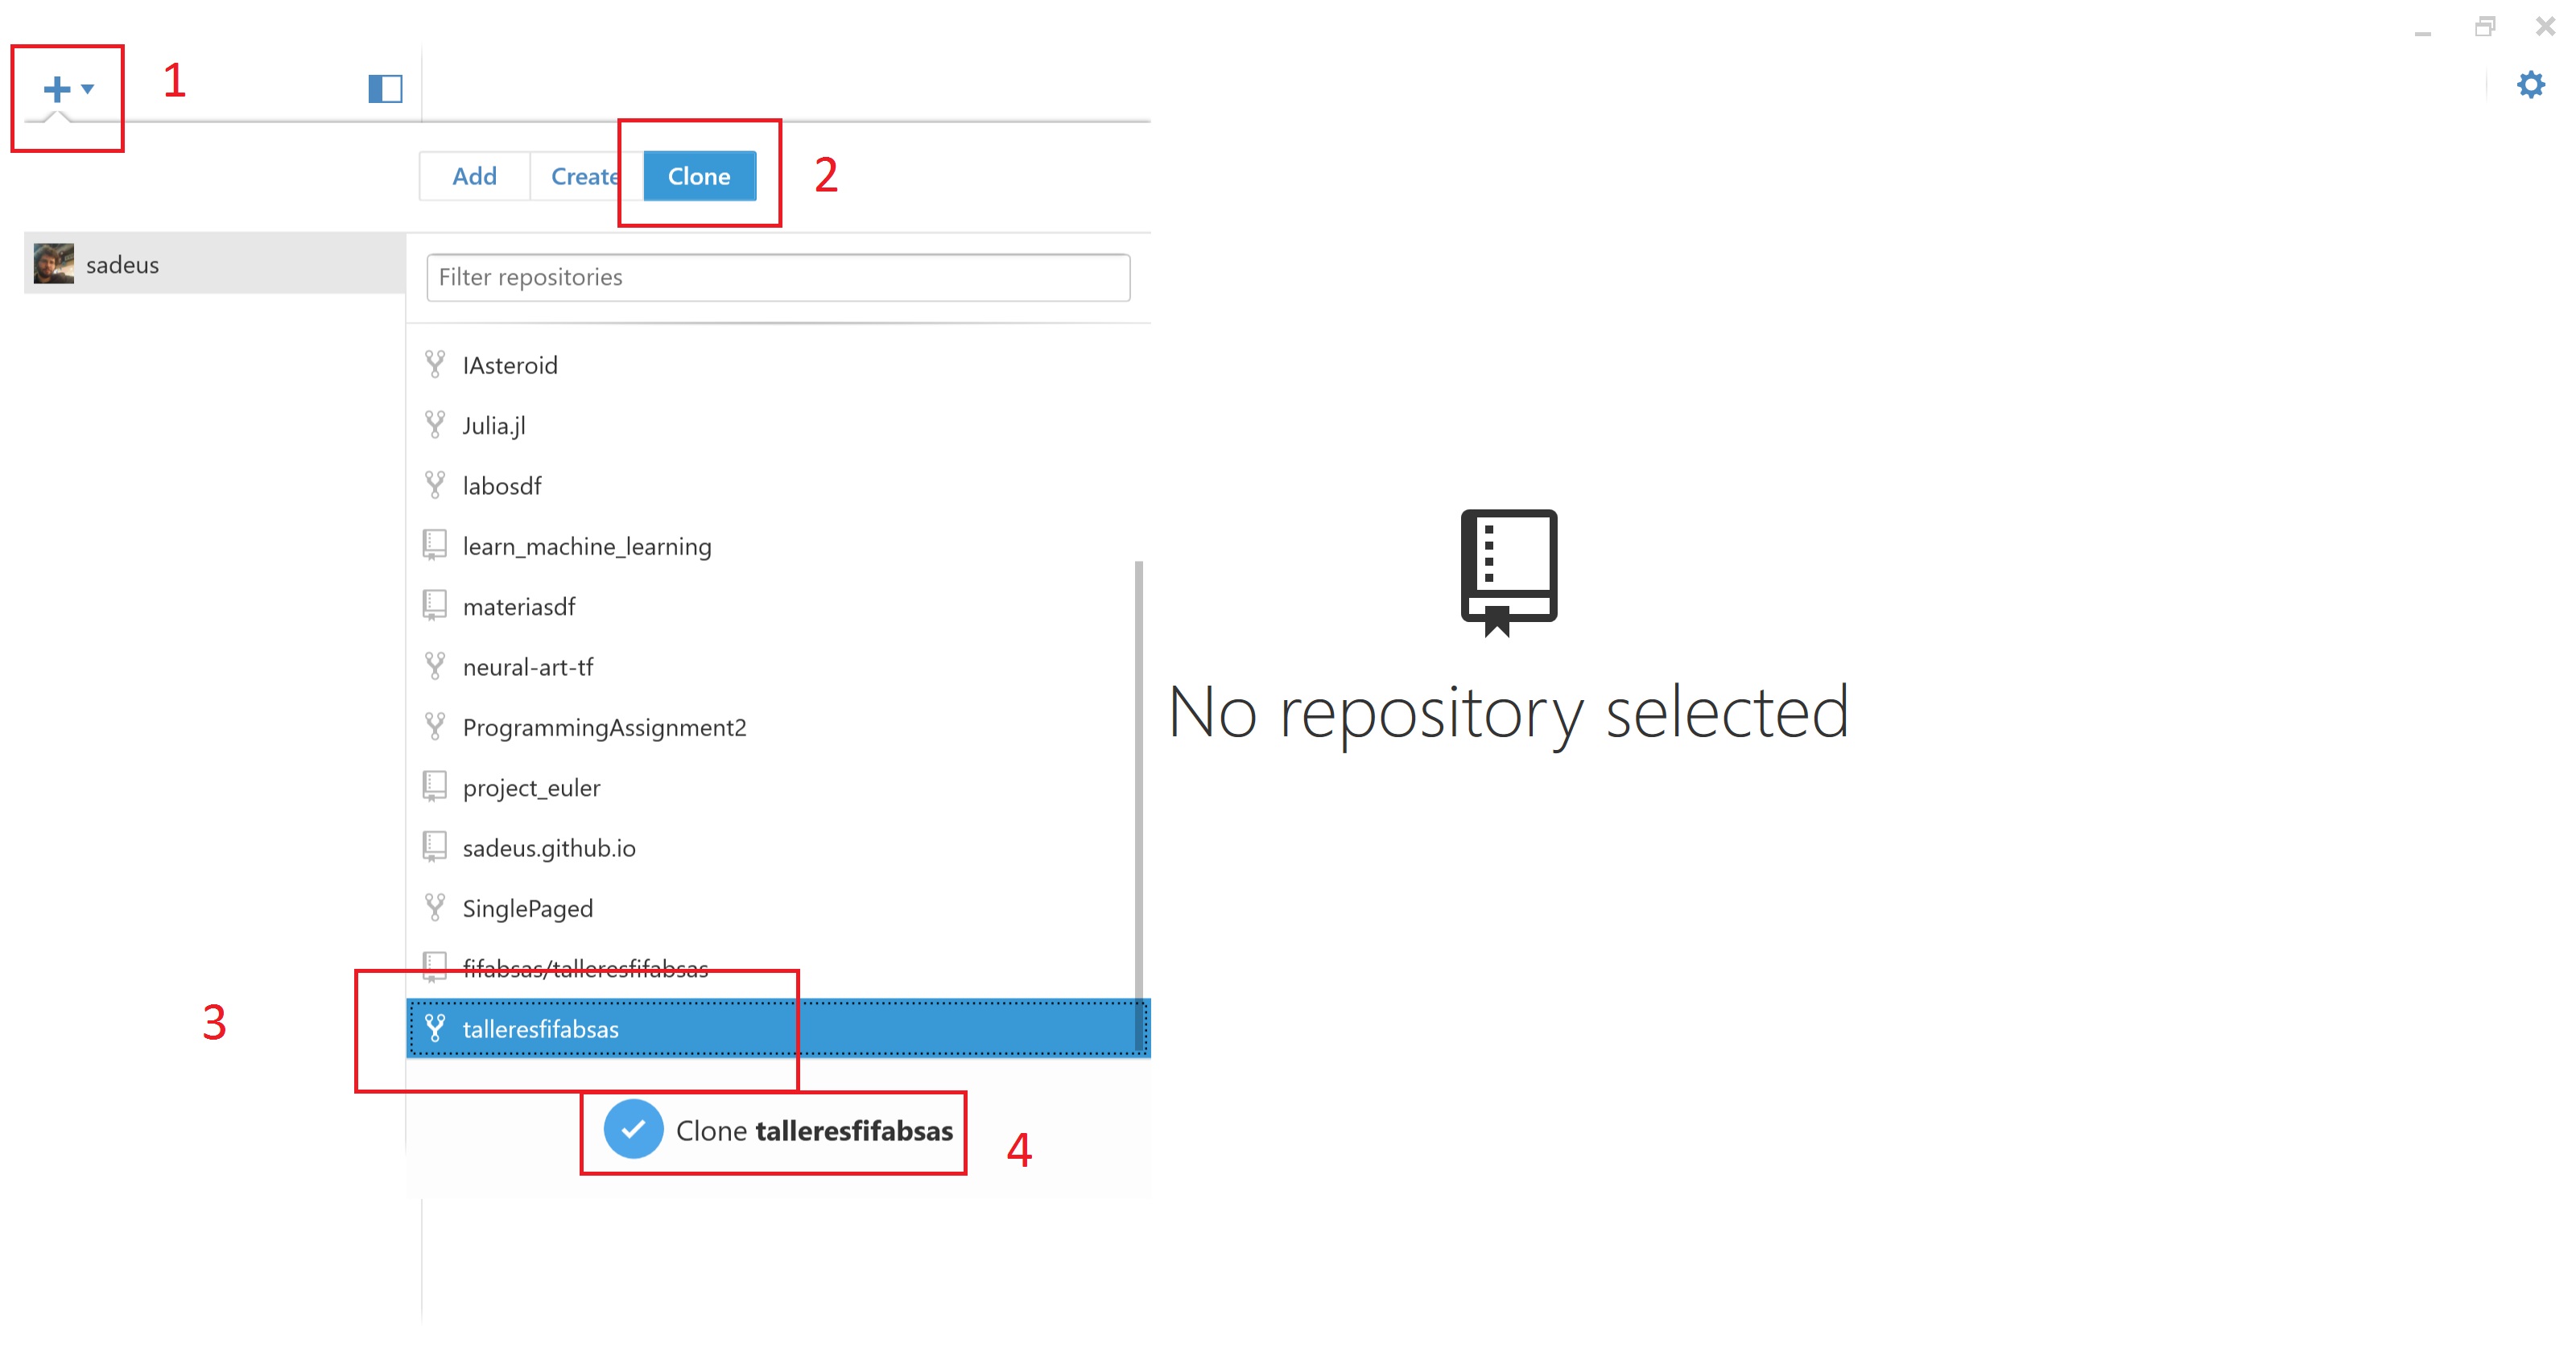 1
Add Create Clone 2
sadeus
Filter repositories
IAsteroid
Julia.jl
labosdf
learn_machine_learning
materiasdf
neural-art-tf
ProgrammingAssignment2
project_euler
sadeus.github.io
SinglePaged
fifabsas/talleresfifabsas
3 talleresfifabsas
Clone talleresfifabsas 4
No repository selected